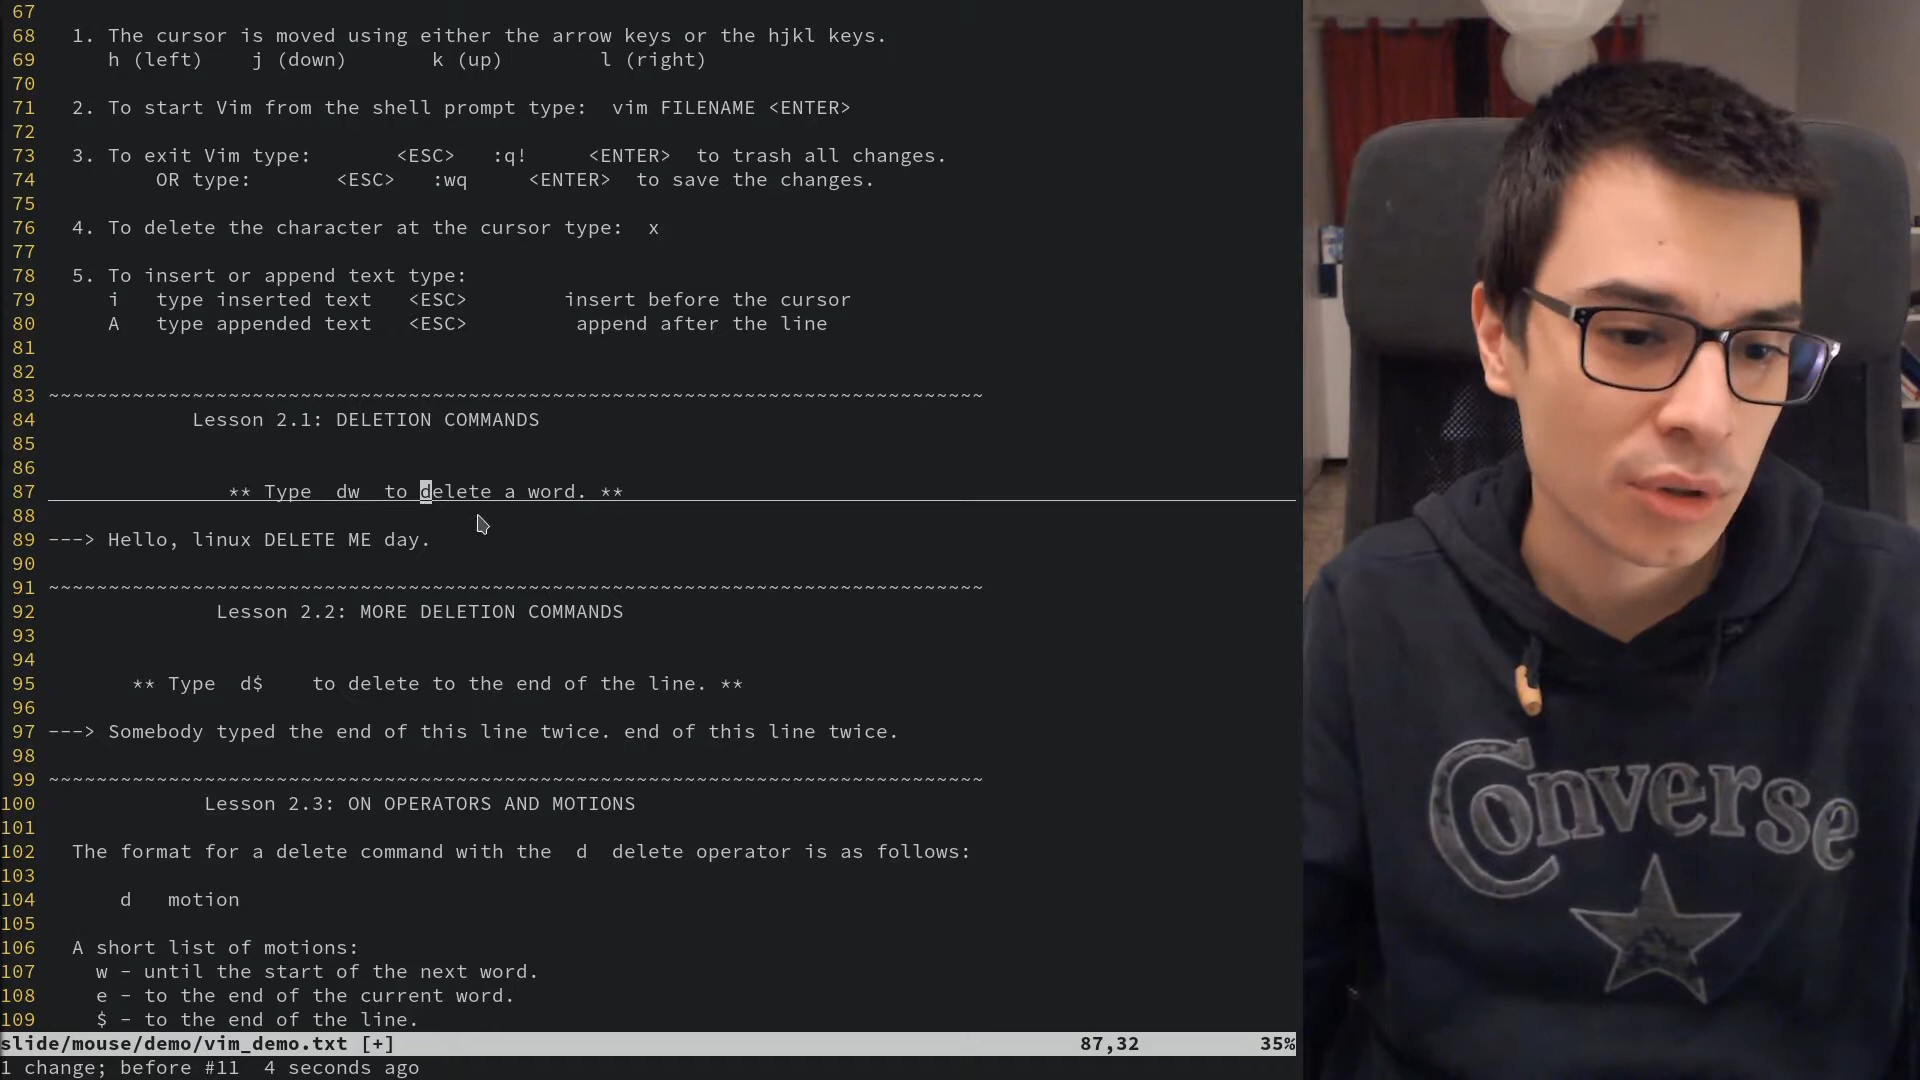 67
68 1. The cursor is moved using either the arrow keys or the hjkl keys.
69 h (left) j (down) k (up) l (right)
70
71 2. To start Vim from the shell prompt type: vim FILENAME <ENTER>
72
73 3. To exit Vim type: <ESC> :q! <ENTER> to trash all changes.
74 OR type: <ESC> :wq <ENTER> to save the changes.
75
76 4. To delete the character at the cursor type: x
77
78 5. To insert or append text type:
79 i type inserted text <ESC> insert before the cursor
80 A type appended text <ESC> append after the line
81
82
83 ~~~~~~~~~~~~~~~~~~~~~~~~~~~~~~~~~~~~~~~~~~~~~~~~~~~~~~~~~~~~~~~~~~~~~~~~~~~~~~
84 Lesson 2.1: DELETION COMMANDS
85
86
87 ** Type dw to delete a word. **
88
89 ---> Hello, linux DELETE ME day.
90
91 ~~~~~~~~~~~~~~~~~~~~~~~~~~~~~~~~~~~~~~~~~~~~~~~~~~~~~~~~~~~~~~~~~~~~~~~~~~~~~~
92 Lesson 2.2: MORE DELETION COMMANDS
93
94
95 ** Type d$ to delete to the end of the line. **
96
97 ---> Somebody typed the end of this line twice. end of this line twice.
98
99 ~~~~~~~~~~~~~~~~~~~~~~~~~~~~~~~~~~~~~~~~~~~~~~~~~~~~~~~~~~~~~~~~~~~~~~~~~~~~~~
100 Lesson 2.3: ON OPERATORS AND MOTIONS
101
102 The format for a delete command with the d delete operator is as follows:
103
104 d motion
105
106 A short list of motions:
107 w - until the start of the next word.
108 e - to the end of the current word.
109 $ - to the end of the line.
slide/mouse/demo/vim_demo.txt [+] 87,32 35%
1 change; before #11 4 seconds ago
Converse